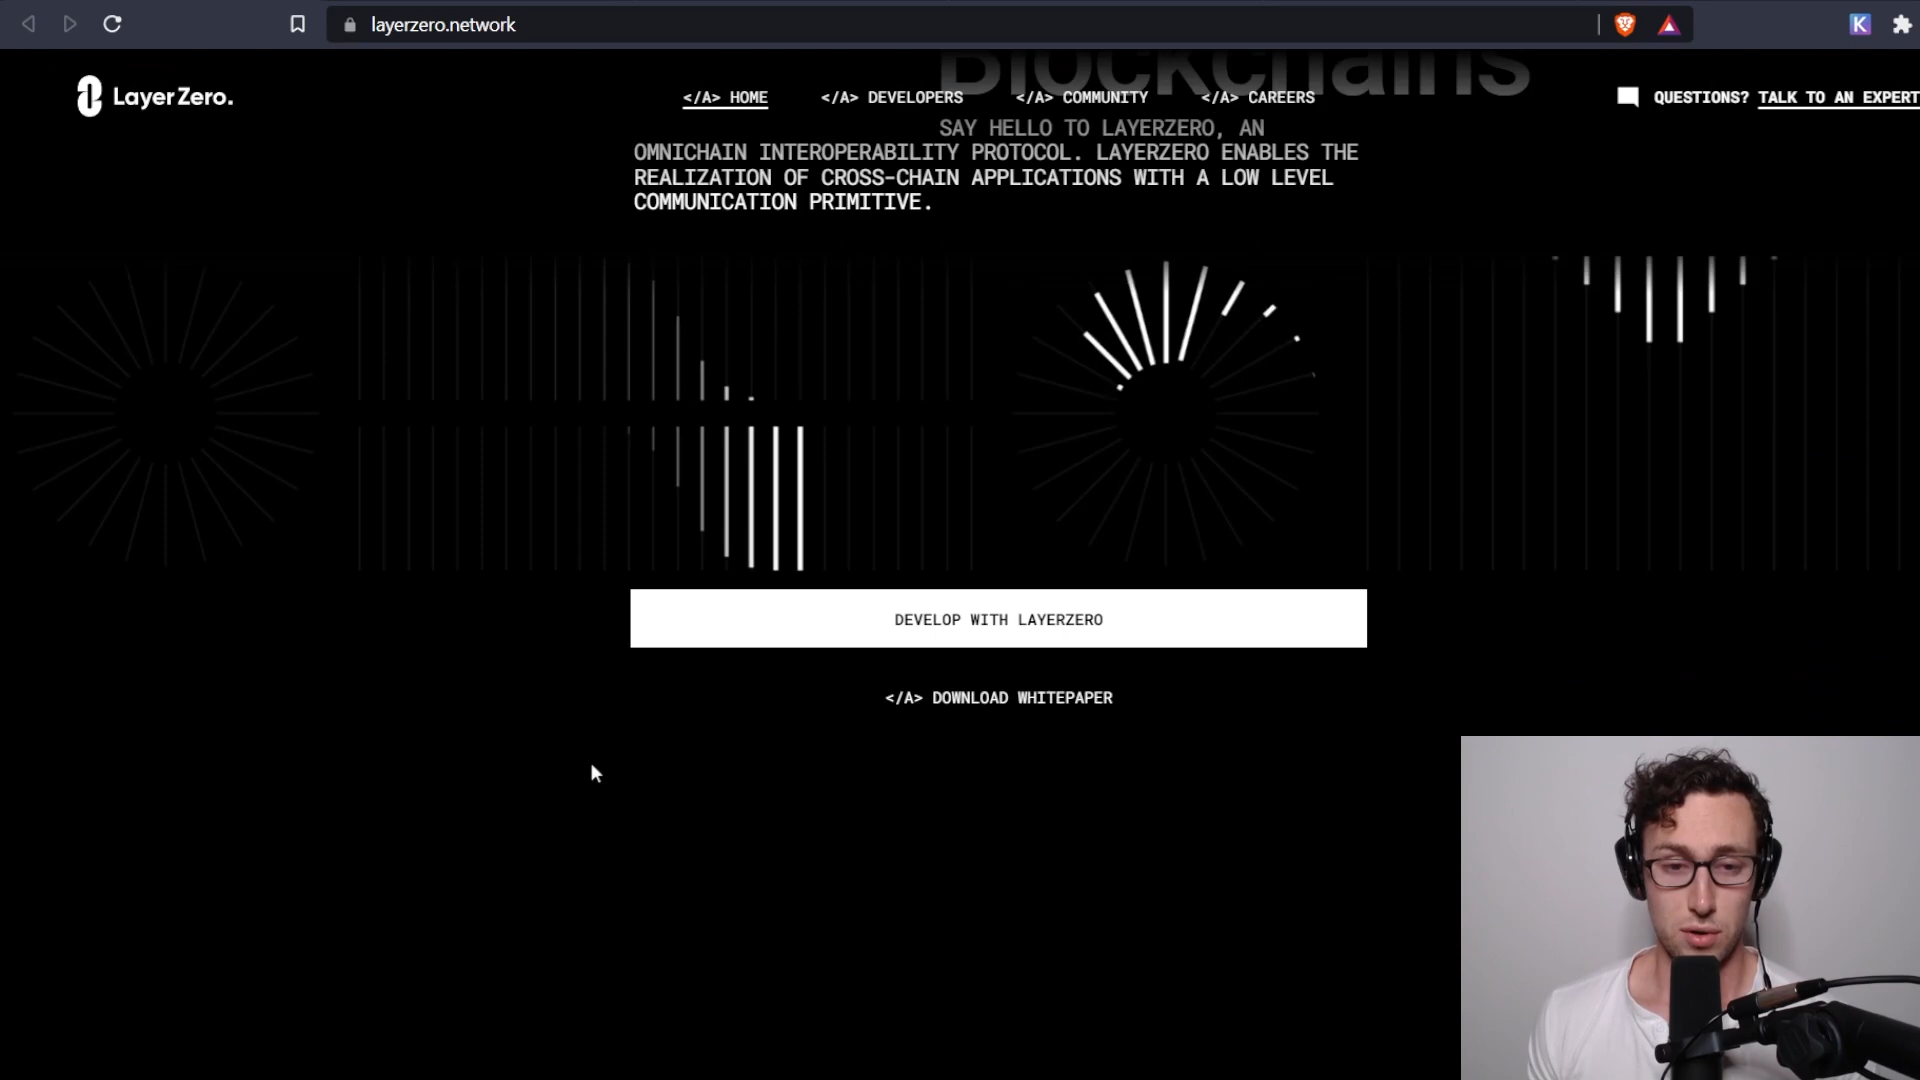 layerzero.network
K
Blockchains
LayerZero.
</A> HOME
</A> DEVELOPERS
</A> COMMUNITY
</A> CAREERS
QUESTIONS? TALK TO AN EXPERT
SAY HELLO TO LAYERZERO, AN
OMNICHAIN INTEROPERABILITY PROTOCOL. LAYERZERO ENABLES THE
REALIZATION OF CROSS-CHAIN APPLICATIONS WITH A LOW LEVEL
COMMUNICATION PRIMITIVE.
DEVELOP WITH LAYERZERO
</A> DOWNLOAD WHITEPAPER